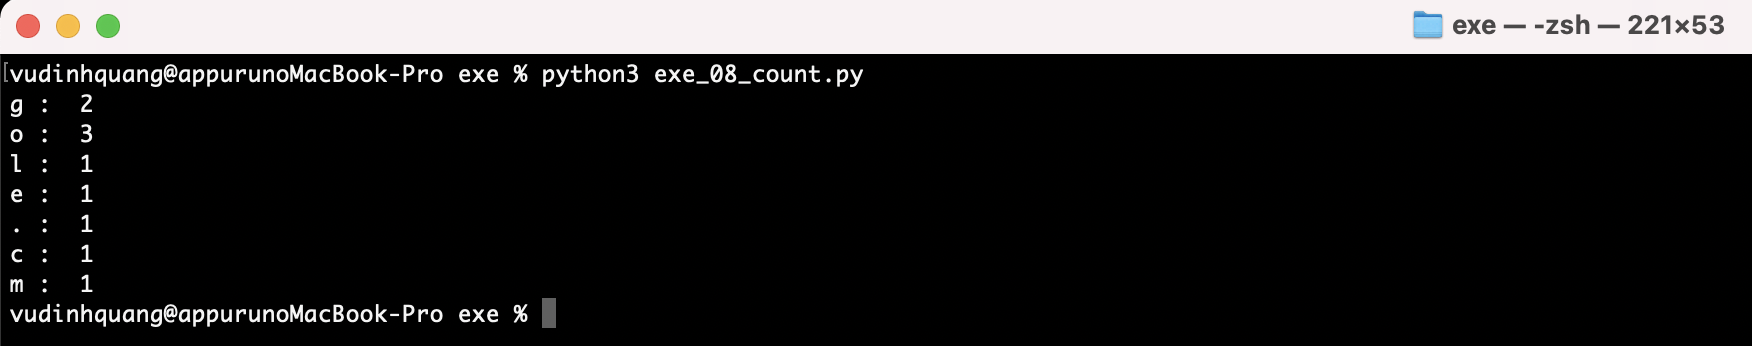 exe — -zsh — 221×53
[vudinhquang@appurunoMacBook-Pro exe % python3 exe_08_count.py
g :  2
o :  3
l :  1
e :  1
. :  1
c :  1
m :  1
vudinhquang@appurunoMacBook-Pro exe %